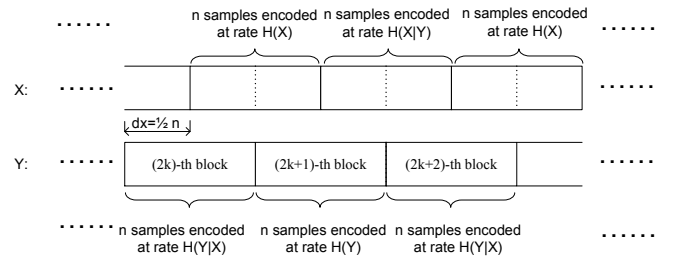 n samples encoded
at rate H(X)
n samples encoded
at rate H(X|Y)
n samples encoded
at rate H(X)
X:
dx=½ n
Y:
(2k)-th block
(2k+1)-th block
(2k+2)-th block
n samples encoded
at rate H(Y|X)
n samples encoded
at rate H(Y)
n samples encoded
at rate H(Y|X)